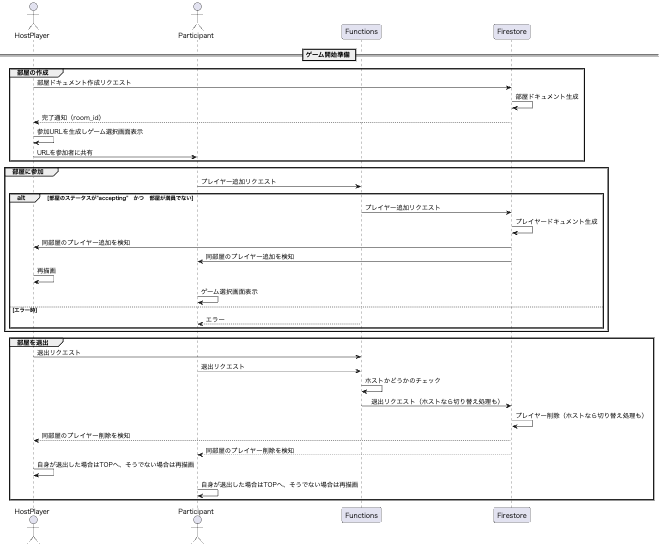 HostPlayer
Participant
Functions
Firestore
ゲーム開始準備
部屋の作成
部屋ドキュメント作成リクエスト
部屋ドキュメント生成
完了通知（room_id）
参加URLを生成しゲーム選択画面表示
URLを参加者に共有
部屋に参加
プレイヤー追加リクエスト
alt
[部屋のステータスが"accepting" かつ 部屋が満員でない]
プレイヤー追加リクエスト
プレイヤードキュメント生成
同部屋のプレイヤー追加を検知
同部屋のプレイヤー追加を検知
再描画
ゲーム選択画面表示
[エラー時]
エラー
部屋を退出
退出リクエスト
退出リクエスト
ホストかどうかのチェック
退出リクエスト（ホストなら切り替え処理も）
プレイヤー削除（ホストなら切り替え処理も）
同部屋のプレイヤー削除を検知
同部屋のプレイヤー削除を検知
自身が退出した場合はTOPへ、そうでない場合は再描画
自身が退出した場合はTOPへ、そうでない場合は再描画
HostPlayer
Participant
Functions
Firestore